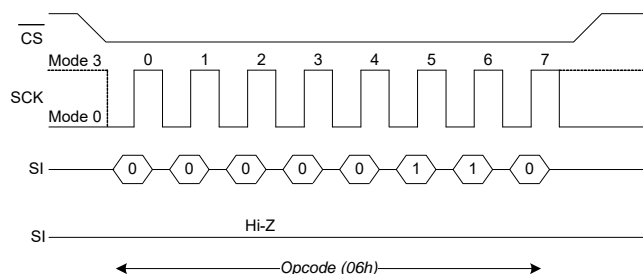 CS
Mode 3 0 1 2 3 4 5 6 7
SCK
Mode 0
SI 0 0 0 0 0 1 1 0
Hi-Z
SI
Opcode (06h)